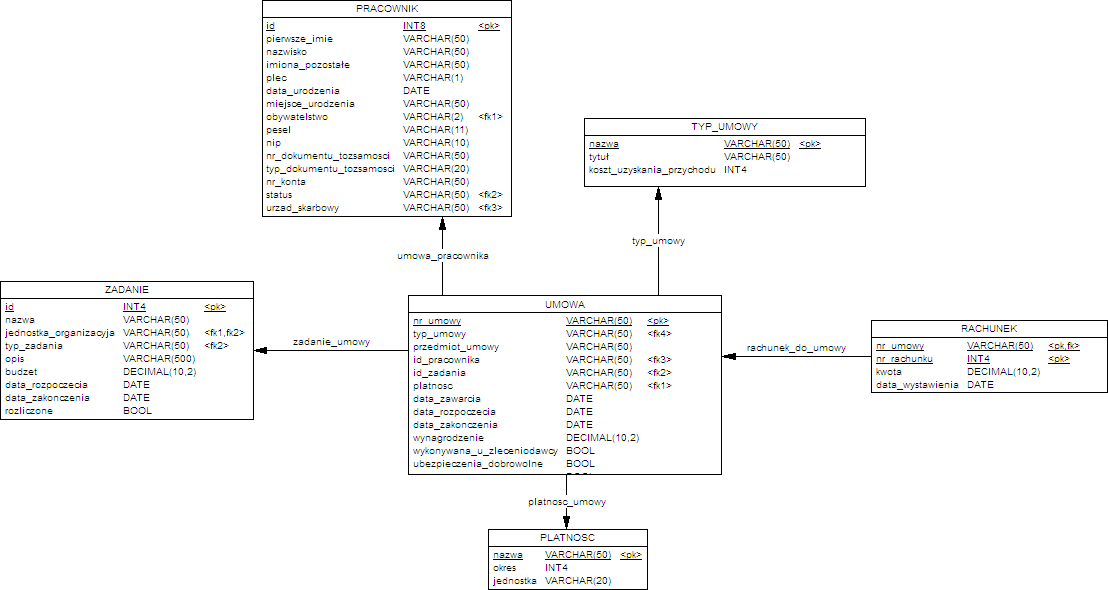 PRACOWNIK
id INT8 <pk>
pierwsze_imie VARCHAR(50)
nazwisko VARCHAR(50)
imiona_pozostałe VARCHAR(50)
plec VARCHAR(1)
data_urodzenia DATE
miejsce_urodzenia VARCHAR(50)
obywatelstwo VARCHAR(2) <fk1>
pesel VARCHAR(11)
nip VARCHAR(10)
nr_dokumentu_tozsamosci VARCHAR(50)
typ_dokumentu_tozsamosci VARCHAR(20)
nr_konta VARCHAR(50)
status VARCHAR(50) <fk2>
urzad_skarbowy VARCHAR(50) <fk3>
TYP_UMOWY
nazwa VARCHAR(50) <pk>
tytuł VARCHAR(50)
koszt_uzyskania_przychodu INT4
umowa_pracownika
typ_umowy
ZADANIE
id INT4 <pk>
nazwa VARCHAR(50)
jednostka_organizacyja VARCHAR(50) <fk1,fk2>
typ_zadania VARCHAR(50) <fk2>
opis VARCHAR(500)
budzet DECIMAL(10,2)
data_rozpoczecia DATE
data_zakonczenia DATE
rozliczone BOOL
zadanie_umowy
UMOWA
nr_umowy VARCHAR(50) <pk>
typ_umowy VARCHAR(50) <fk4>
przedmiot_umowy VARCHAR(50)
id_pracownika VARCHAR(50) <fk3>
id_zadania VARCHAR(50) <fk2>
platnosc VARCHAR(50) <fk1>
data_zawarcia DATE
data_rozpoczecia DATE
data_zakonczenia DATE
wynagrodzenie DECIMAL(10,2)
wykonywana_u_zleceniodawcy BOOL
ubezpieczenia_dobrowolne BOOL
rachunek_do_umowy
RACHUNEK
nr_umowy VARCHAR(50) <pk,fk>
nr_rachunku INT4 <pk>
kwota DECIMAL(10,2)
data_wystawienia DATE
platnosc_umowy
PLATNOSC
nazwa VARCHAR(50) <pk>
okres INT4
jednostka VARCHAR(20)